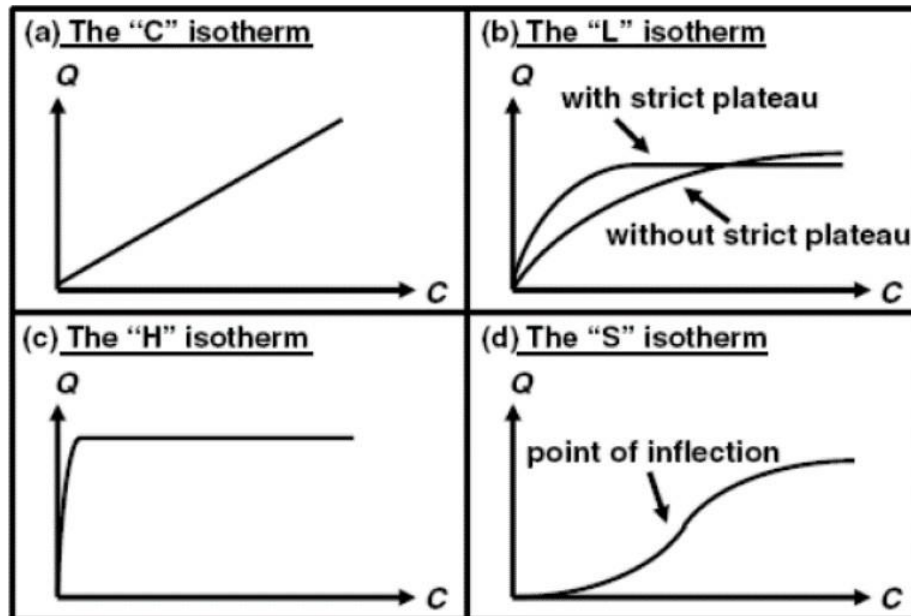 (a) The “C” isotherm
Q
C
(b) The “L” isotherm
Q
with strict plateau
without strict plateau
C
(c) The “H” isotherm
Q
C
(d) The “S” isotherm
Q
point of inflection
C